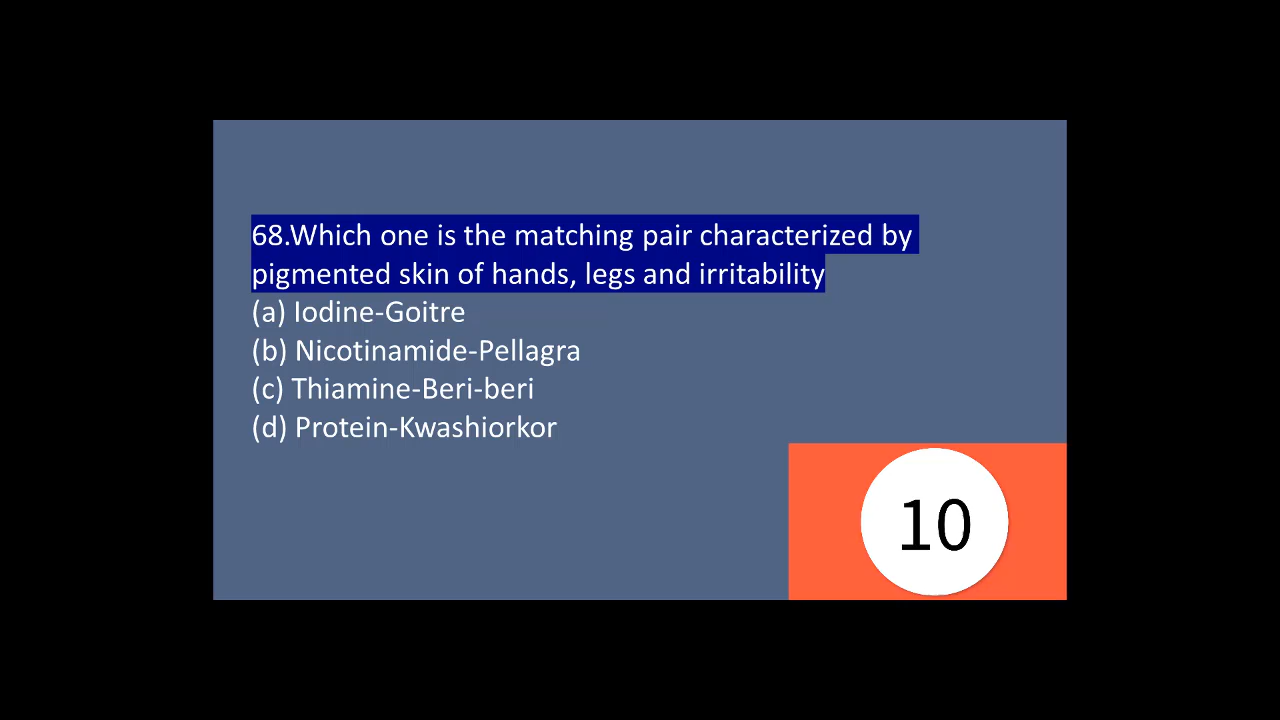 68.Which one is the matching pair characterized by
pigmented skin of hands, legs and irritability
(a) Iodine-Goitre
(b) Nicotinamide-Pellagra
(c) Thiamine-Beri-beri
(d) Protein-Kwashiorkor
10